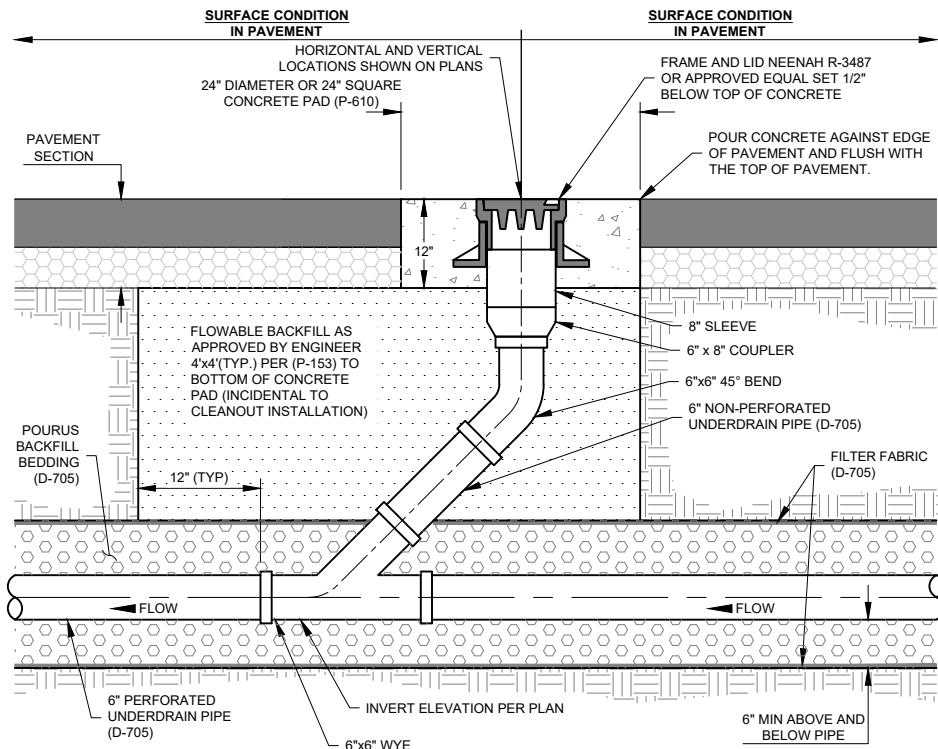 SURFACE CONDITION
IN PAVEMENT
SURFACE CONDITION
IN PAVEMENT
HORIZONTAL AND VERTICAL
LOCATIONS SHOWN ON PLANS
24" DIAMETER OR 24" SQUARE
CONCRETE PAD (P-610)
FRAME AND LID NEENAH R-3487
OR APPROVED EQUAL SET 1/2"
BELOW TOP OF CONCRETE
PAVEMENT
SECTION
POUR CONCRETE AGAINST EDGE
OF PAVEMENT AND FLUSH WITH
THE TOP OF PAVEMENT.
12"
FLOWABLE BACKFILL AS
APPROVED BY ENGINEER
4'x4'(TYP.) PER (P-153) TO
BOTTOM OF CONCRETE
PAD (INCIDENTAL TO
CLEANOUT INSTALLATION)
8" SLEEVE
6" x 8" COUPLER
6"x6" 45° BEND
6" NON-PERFORATED
UNDERDRAIN PIPE (D-705)
POURUS
BACKFILL
BEDDING
(D-705)
12" (TYP)
FILTER FABRIC
(D-705)
FLOW
FLOW
6" PERFORATED
UNDERDRAIN PIPE
(D-705)
INVERT ELEVATION PER PLAN
6"x6" WYE
6" MIN ABOVE AND
BELOW PIPE